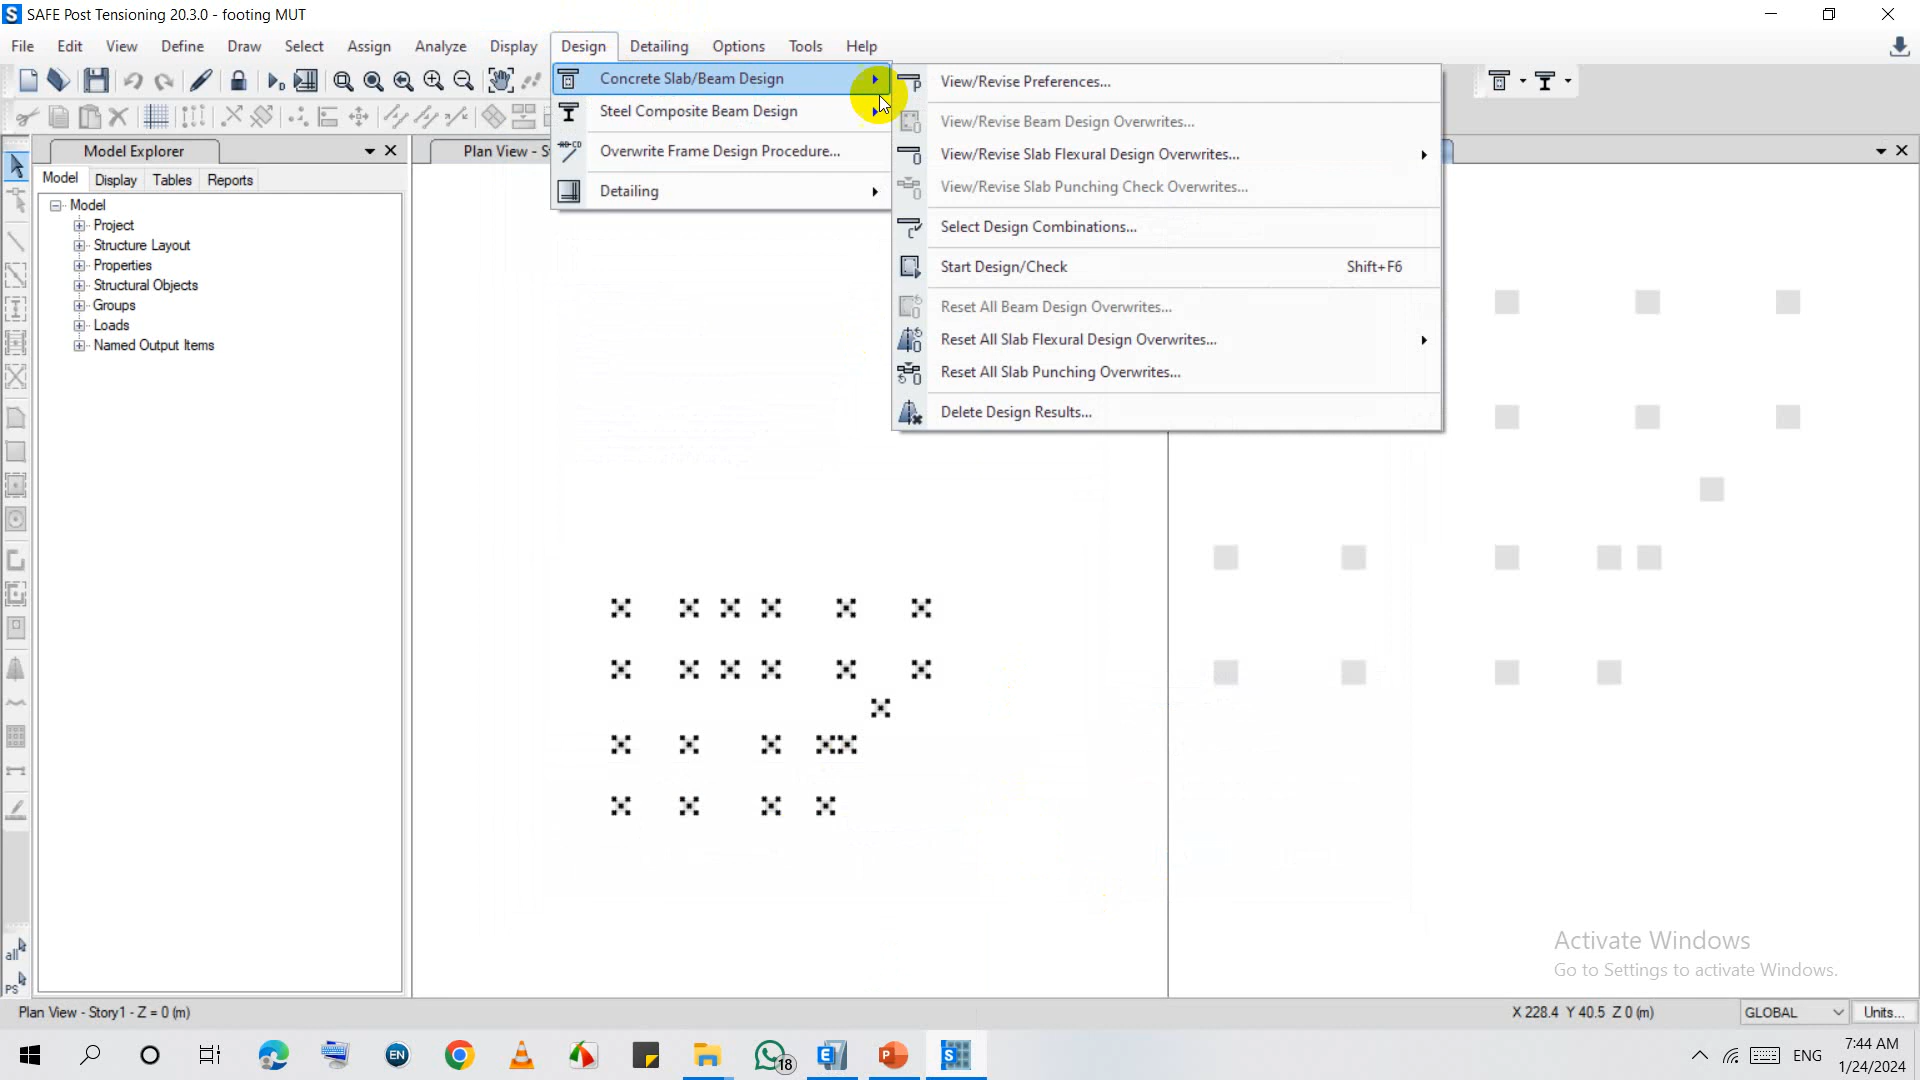 SAFE Post Tensioning 20.3.0 - footing MUT
File Edit View Define Draw Select Assign Analyze Display Design Detailing Options Tools Help
Concrete Slab/Beam Design
Steel Composite Beam Design
Overwrite Frame Design Procedure...
Detailing
View/Revise Preferences...
View/Revise Beam Design Overwrites...
View/Revise Slab Flexural Design Overwrites...
View/Revise Slab Punching Check Overwrites...
Select Design Combinations...
Start Design/Check Shift+F6
Reset All Beam Design Overwrites...
Reset All Slab Flexural Design Overwrites...
Reset All Slab Punching Overwrites...
Delete Design Results...
Model Explorer
Plan View - S
Model Display Tables Reports
Model
Project
Structure Layout
Properties
Structural Objects
Groups
Loads
Named Output Items
all
PS
Activate Windows
Go to Settings to activate Windows.
Plan View - Story1 - Z = 0 (m)
X 228.4 Y 40.5 Z 0 (m)
GLOBAL
Units...
EN
18
ENG
7:44 AM
1/24/2024